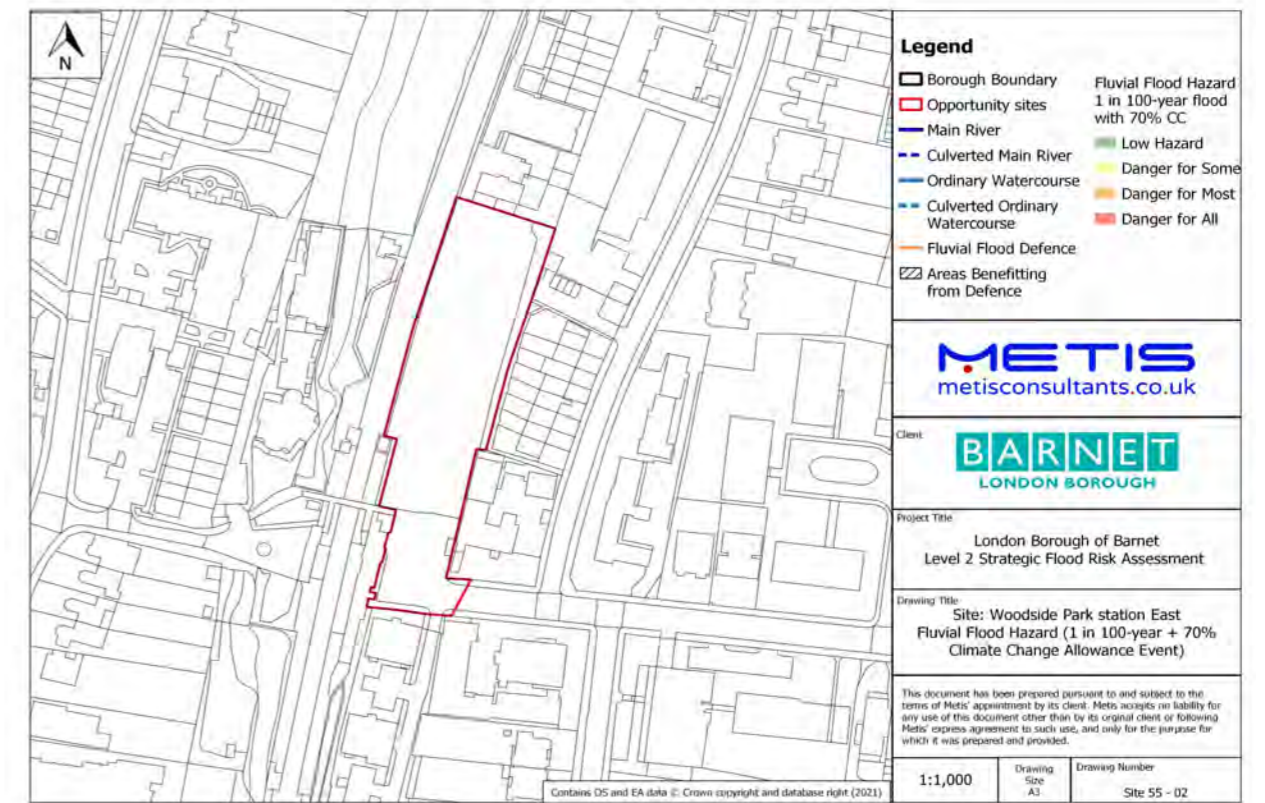 N
Legend
Borough Boundary
Opportunity sites
Main River
Culverted Main River
Ordinary Watercourse
Culverted Ordinary
Watercourse
Fluvial Flood Defence
Areas Benefitting
from Defence
Fluvial Flood Hazard
1 in 100-year flood
with 70% CC
Low Hazard
Danger for Some
Danger for Most
Danger for All
METIS
metisconsultants.co.uk
Client
BARNET
LONDON BOROUGH
Project Title
London Borough of Barnet
Level 2 Strategic Flood Risk Assessment
Drawing Title
Site: Woodside Park station East
Fluvial Flood Hazard (1 in 100-year + 70%
Climate Change Allowance Event)
This document has been prepared pursuant to and subject to the
terms of Metis' appointment by its client. Metis accepts no liability for
any use of this document other than by its original client or following
Metis' express agreement to such use, and only for the purpose for
which it was prepared and provided.
1:1,000
Drawing
Size
A3
Drawing Number
Site 55 - 02
Contains OS and EA data © Crown copyright and database right (2021)